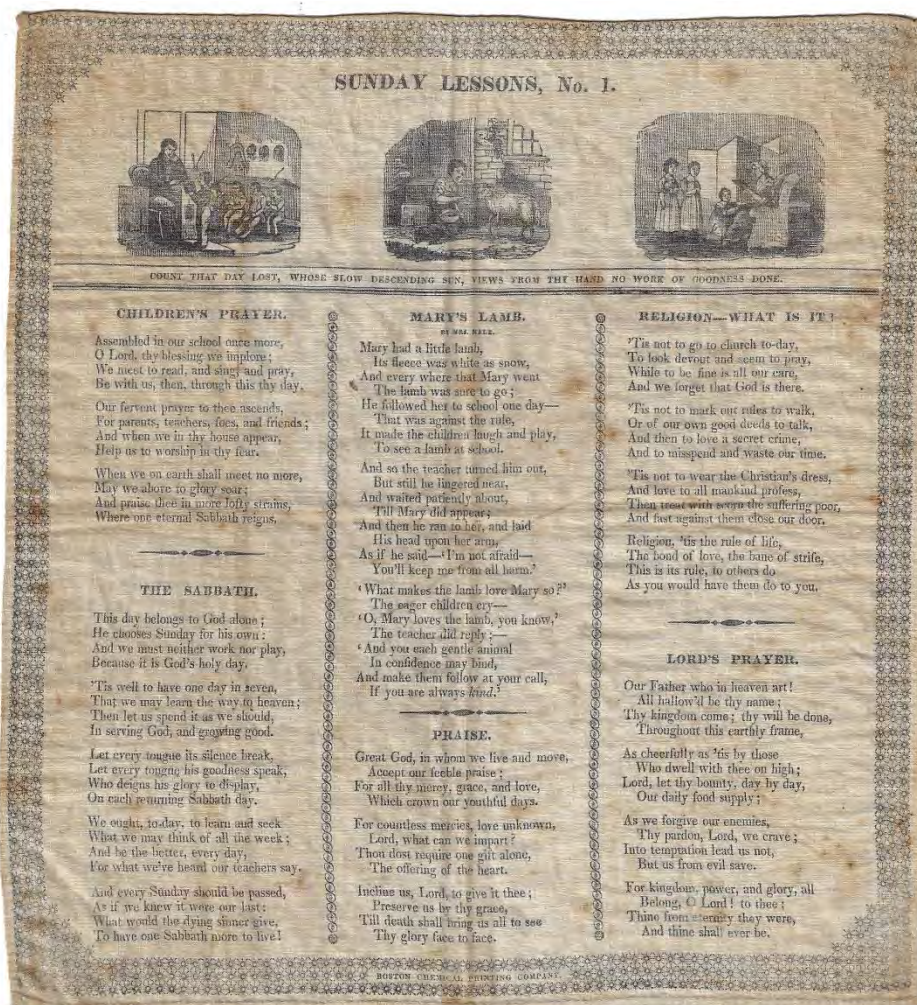 SUNDAY LESSONS, No. 1.
COUNT THAT DAY LOST, WHOSE SLOW DESCENDING SUN, VIEWS FROM THY HAND NO WORK OF GOODNESS DONE.
CHILDREN'S PRAYER.
Assembled in our school once more,
O Lord, thy blessing we implore;
We meet to read, and sing, and pray,
Be with us, then, through this thy day.
Our fervent prayer to thee ascends,
For parents, teachers, foes, and friends;
And when we in thy house appear,
Help us to worship in thy fear.
When we on earth shall meet no more,
May we above to glory soar;
And praise thee in more lofty strains,
Where one eternal Sabbath reigns.
THE SABBATH.
This day belongs to God alone;
He chooses Sunday for his own;
And we must neither work nor play,
Because it is God's holy day.
'Tis well to have one day in seven,
That we may learn the way to heaven;
Then let us spend it as we should,
In serving God, and growing good.
Let every tongue its silence break,
Let every tongue his goodness speak,
Who deigns his glory to display,
On each returning Sabbath day.
We ought, to-day, to learn and seek
What we may think of all the week;
And be the better, every day,
For what we've heard our teachers say.
And every Sunday should be passed,
As if we knew it were our last;
What would the dying sinner give,
To have one Sabbath more to live!
MARY'S LAMB.
BY MRS. HALE.
Mary had a little lamb,
Its fleece was white as snow,
And every where that Mary went
The lamb was sure to go;
He followed her to school one day—
That was against the rule,
It made the children laugh and play,
To see a lamb at school.
And so the teacher turned him out,
But still he lingered near,
And waited patiently about,
Till Mary did appear;
And then he ran to her, and laid
His head upon her arm,
As if he said—'I'm not afraid—
You'll keep me from all harm.'
'What makes the lamb love Mary so?'
The eager children cry—
'O, Mary loves the lamb, you know,'
The teacher did reply;—
'And you each gentle animal
In confidence may bind,
And make them follow at your call,
If you are always kind.'
PRAISE.
Great God, in whom we live and move,
Accept our feeble praise;
For all thy mercy, grace, and love,
Which crown our youthful days.
For countless mercies, love unknown,
Lord, what can we impart?
Thou dost require one gift alone,
The offering of the heart.
Incline us, Lord, to give it thee;
Preserve us by thy grace,
Till death shall bring us all to see
Thy glory face to face.
RELIGION—WHAT IS IT?
'Tis not to go to church to-day,
To look devout and seem to pray,
While to be fine is all our care,
And we forget that God is there.
'Tis not to mark out rules to walk,
Or of our own good deeds to talk,
And then to love a secret crime,
And to misspend and waste our time.
'Tis not to wear the Christian's dress,
And love to all mankind profess,
Then treat with scorn the suffering poor,
And fast against them close our door.
Religion, 'tis the rule of life,
The bond of love, the bane of strife,
This is its rule, to others do
As you would have them do to you.
LORD'S PRAYER.
Our Father who in heaven art!
All hallow'd be thy name;
Thy kingdom come; thy will be done,
Throughout this earthly frame,
As cheerfully as 'tis by those
Who dwell with thee on high;
Lord, let thy bounty, day by day,
Our daily food supply;
As we forgive our enemies,
Thy pardon, Lord, we crave;
Into temptation lead us not,
But us from evil save.
For kingdom, power, and glory, all
Belong, O Lord! to thee;
Thine from eternity they were,
And thine shall ever be.
BOSTON CHEMICAL PRINTING COMPANY.